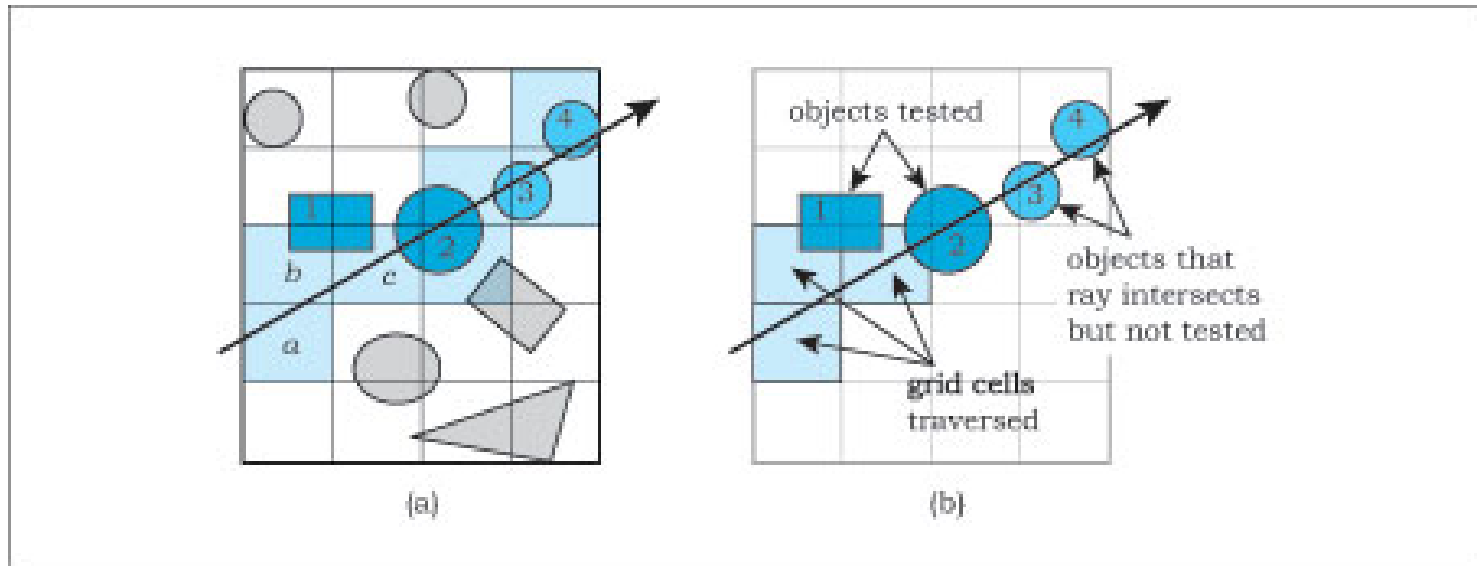 1
2
3
4
b
c
a
(a)
objects tested
1
2
3
4
objects that
ray intersects
but not tested
grid cells
traversed
(b)